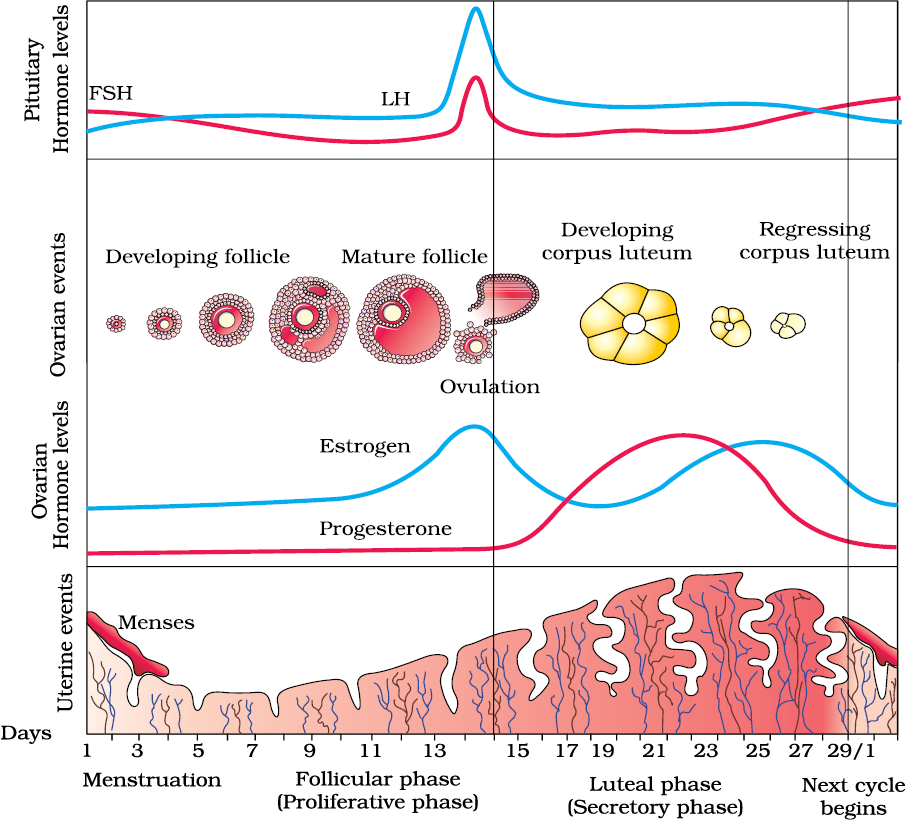 Pituitary
Hormone levels
FSH
LH
Ovarian events
Developing follicle
Mature follicle
Developing
corpus luteum
Regressing
corpus luteum
Ovulation
Ovarian
Hormone levels
Estrogen
Progesterone
Uterine events
Menses
Days
1 3 5 7 9 11 13 15 17 19 21 23 25 27 29/1
Menstruation
Follicular phase
(Proliferative phase)
Luteal phase
(Secretory phase)
Next cycle
begins